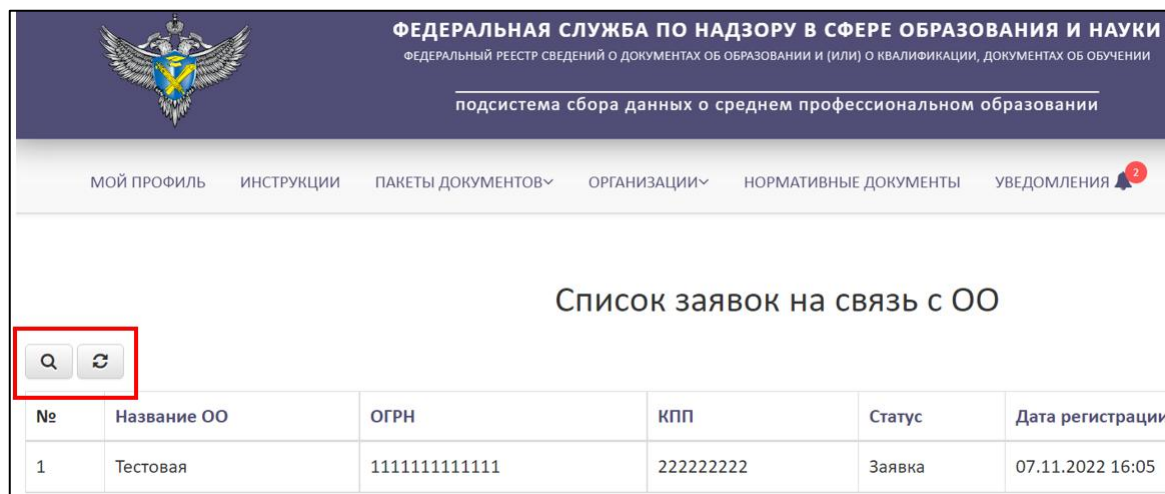 ФЕДЕРАЛЬНАЯ СЛУЖБА ПО НАДЗОРУ В СФЕРЕ ОБРАЗОВАНИЯ И НАУКИ
ФЕДЕРАЛЬНЫЙ РЕЕСТР СВЕДЕНИЙ О ДОКУМЕНТАХ ОБ ОБРАЗОВАНИИ И (ИЛИ) О КВАЛИФИКАЦИИ, ДОКУМЕНТАХ ОБ ОБУЧЕНИИ
подсистема сбора данных о среднем профессиональном образовании
МОЙ ПРОФИЛЬ ИНСТРУКЦИИ ПАКЕТЫ ДОКУМЕНТОВ ОРГАНИЗАЦИИ НОРМАТИВНЫЕ ДОКУМЕНТЫ УВЕДОМЛЕНИЯ 2
Список заявок на связь с ОО
№ Название ОО ОГРН КПП Статус Дата регистрации
1 Тестовая 1111111111111 222222222 Заявка 07.11.2022 16:05